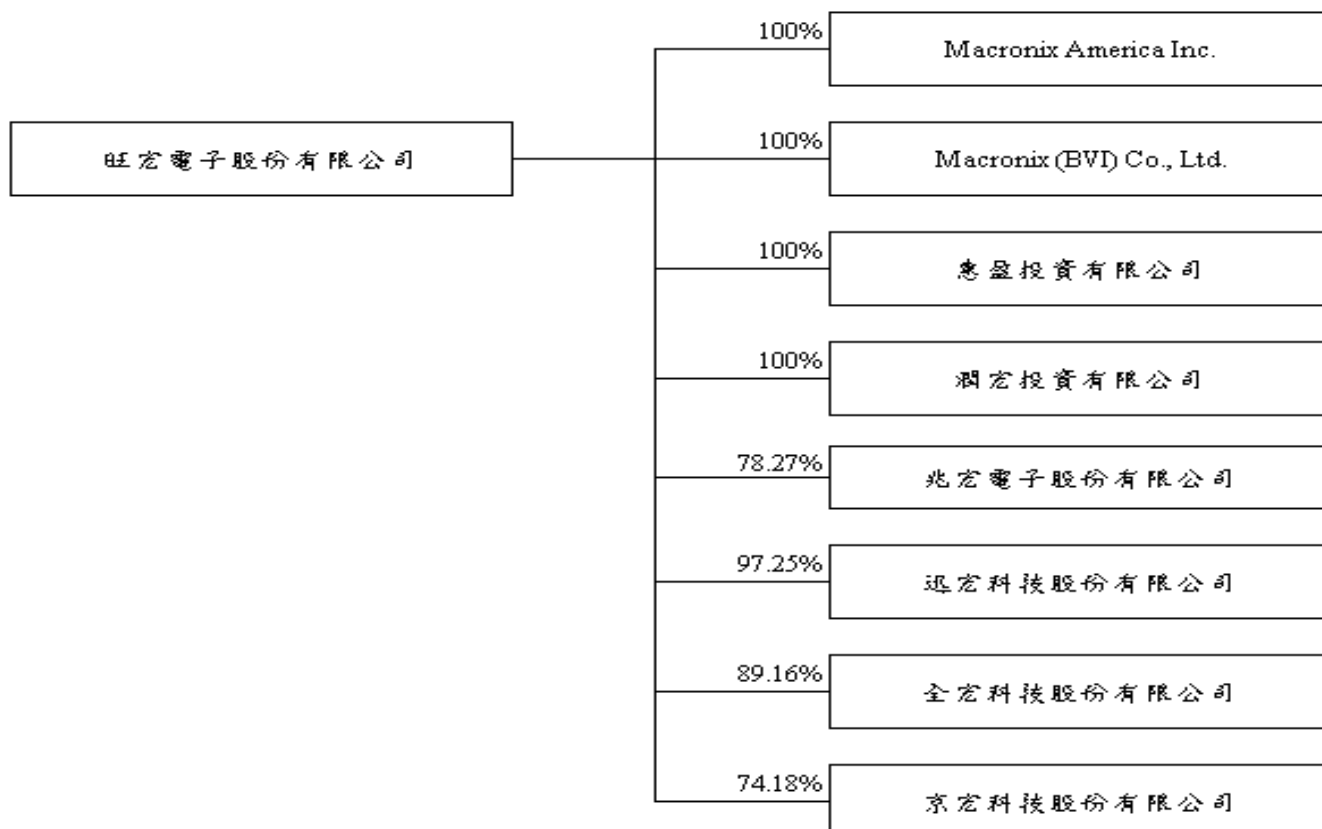 100%
Macronix America Inc.
旺宏電子股份有限公司
100%
Macronix (BVI) Co., Ltd.
100%
惠盈投資有限公司
100%
潤宏投資有限公司
78.27%
兆宏電子股份有限公司
97.25%
迅宏科技股份有限公司
89.16%
全宏科技股份有限公司
74.18%
京宏科技股份有限公司